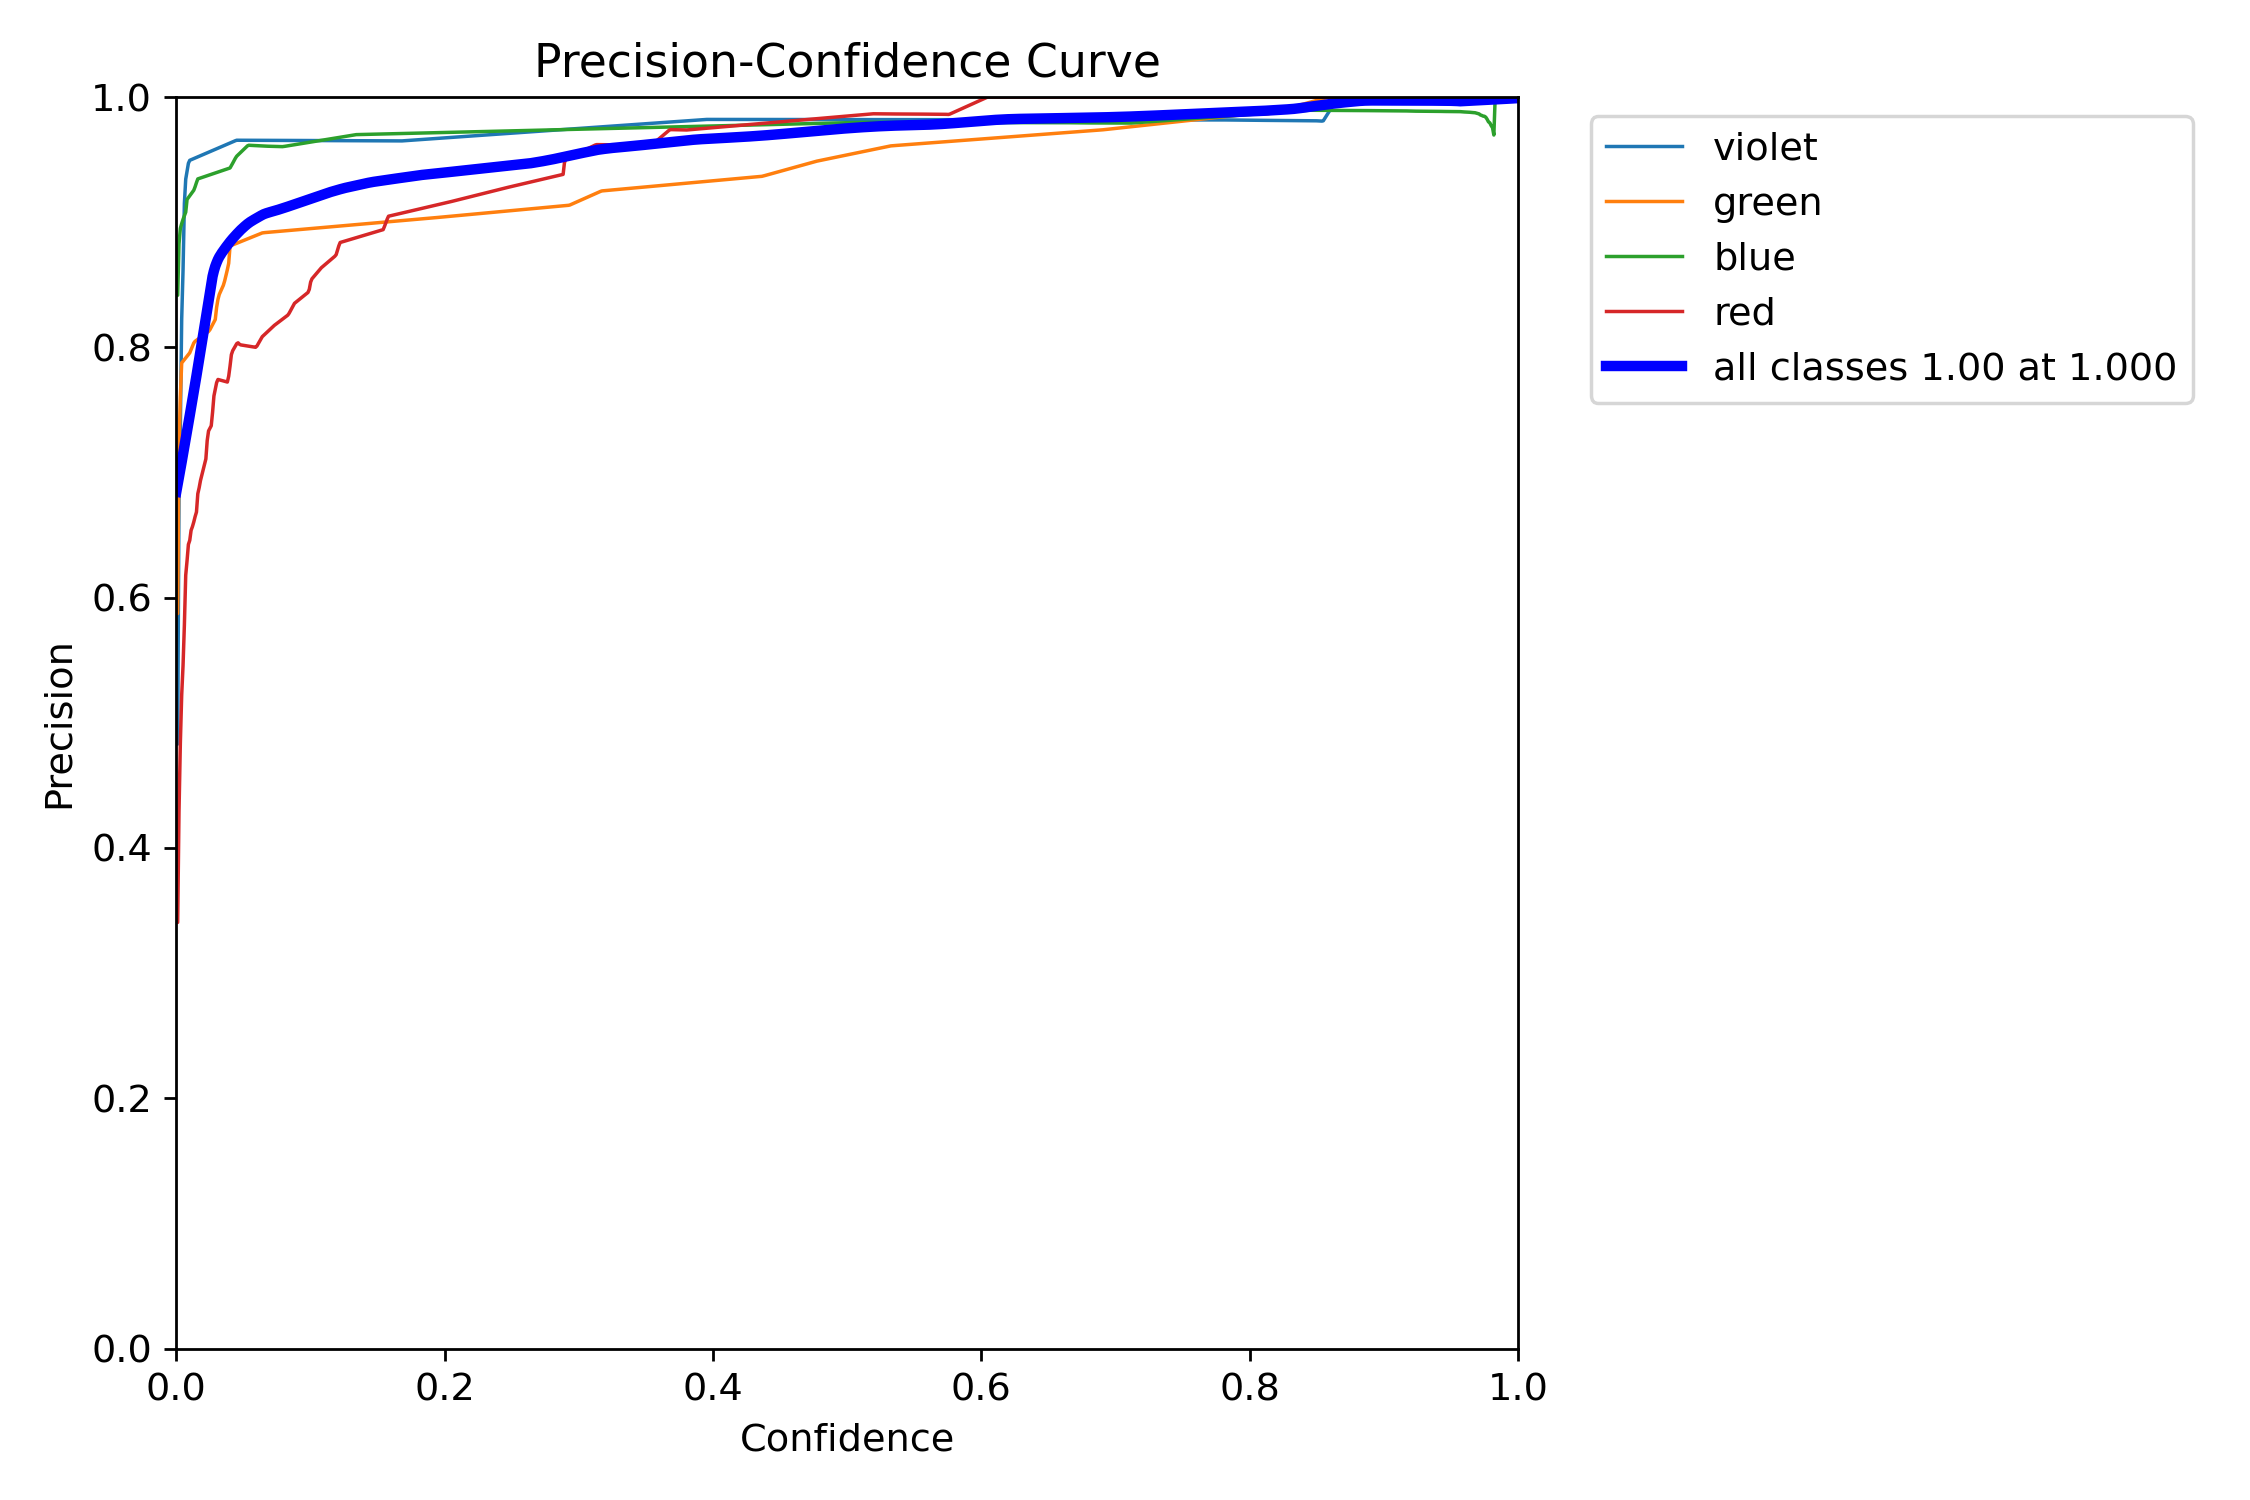 Precision-Confidence Curve
1.0
0.8
0.6
0.4
0.2
0.0
Precision
0.0 0.2 0.4 0.6 0.8 1.0
Confidence
violet
green
blue
red
all classes 1.00 at 1.000